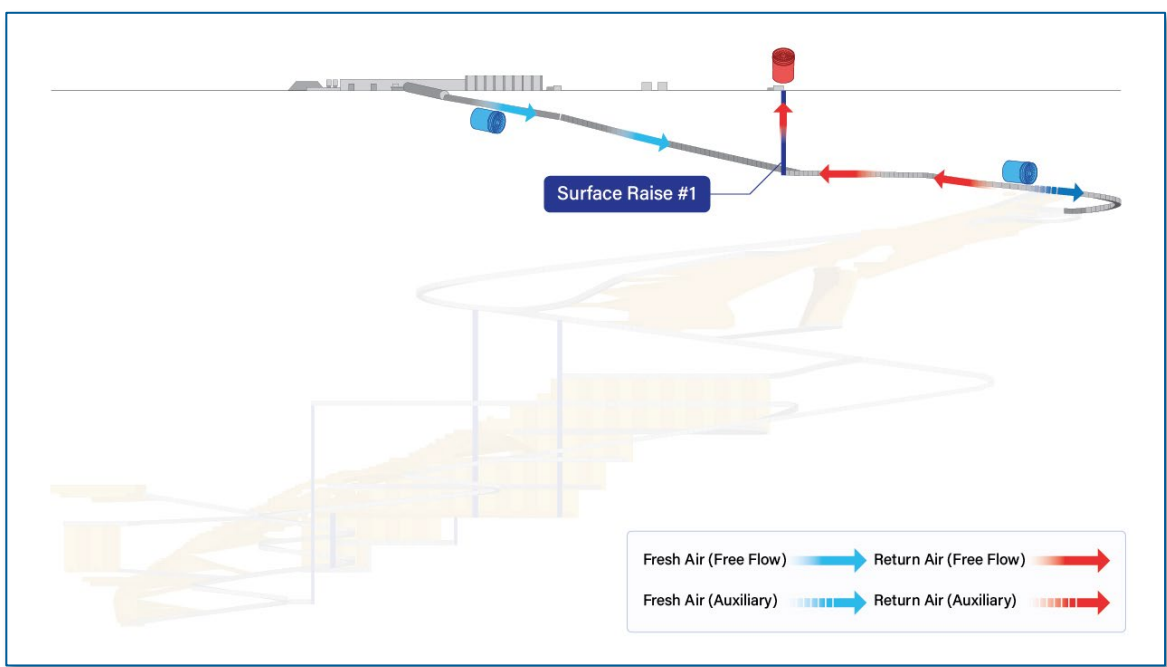 Surface Raise #1
Fresh Air (Free Flow) Return Air (Free Flow)
Fresh Air (Auxiliary) Return Air (Auxiliary)